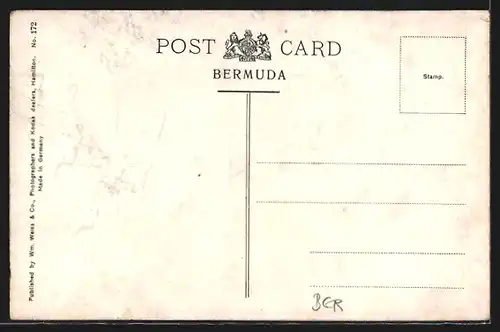 POST CARD
BERMUDA
Stamp.
Published by Wm. Weiss & Co., Photographers and Kodak dealers, Hamilton. No. 172
Made in Germany
BER